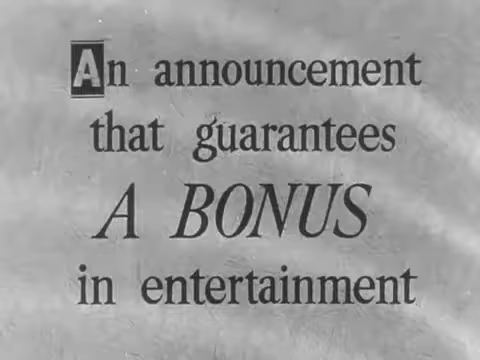 An announcement
that guarantees
A BONUS
in entertainment